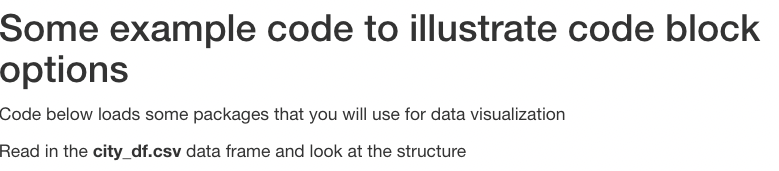 Some example code to illustrate code block
options
Code below loads some packages that you will use for data visualization
Read in the city_df.csv data frame and look at the structure